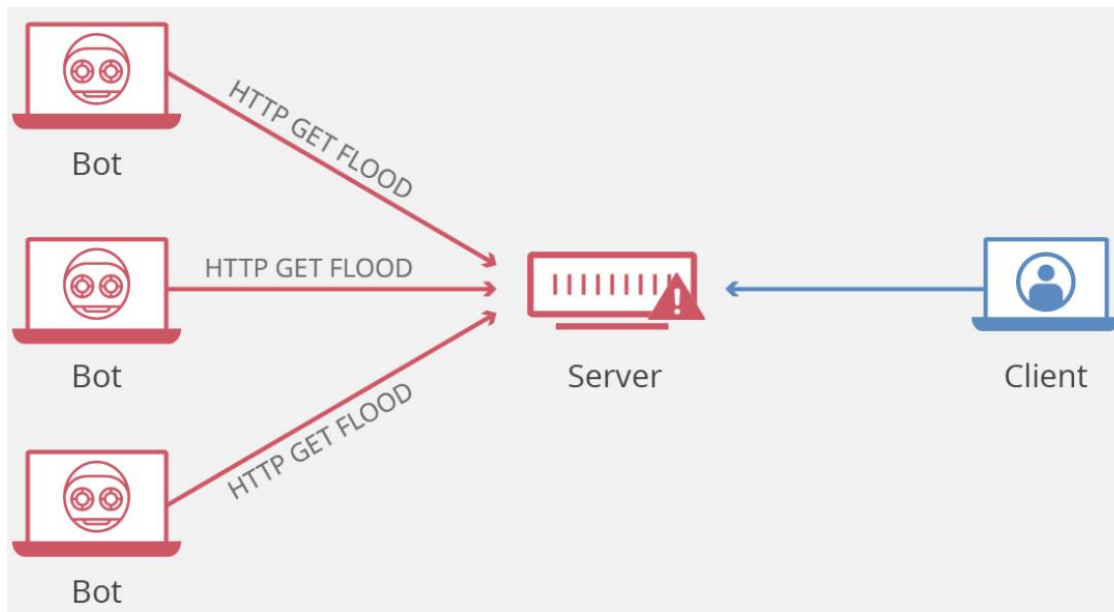 HTTP GET FLOOD
Bot
HTTP GET FLOOD
Bot
Server
Client
HTTP GET FLOOD
Bot